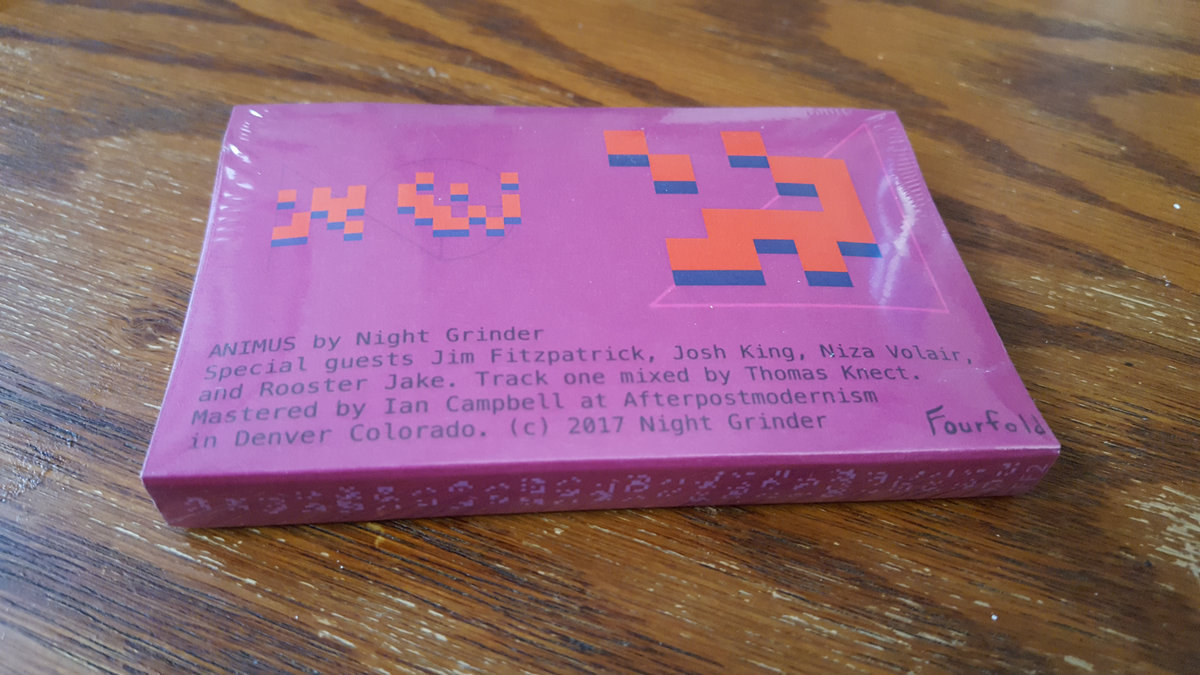 ANIMUS by Night Grinder
Special guests Jim Fitzpatrick, Josh King, Niza Volair,
and Rooster Jake. Track one mixed by Thomas Knect.
Mastered by Ian Campbell at Afterpostmodernism
in Denver Colorado. (c) 2017 Night Grinder
Fourfold